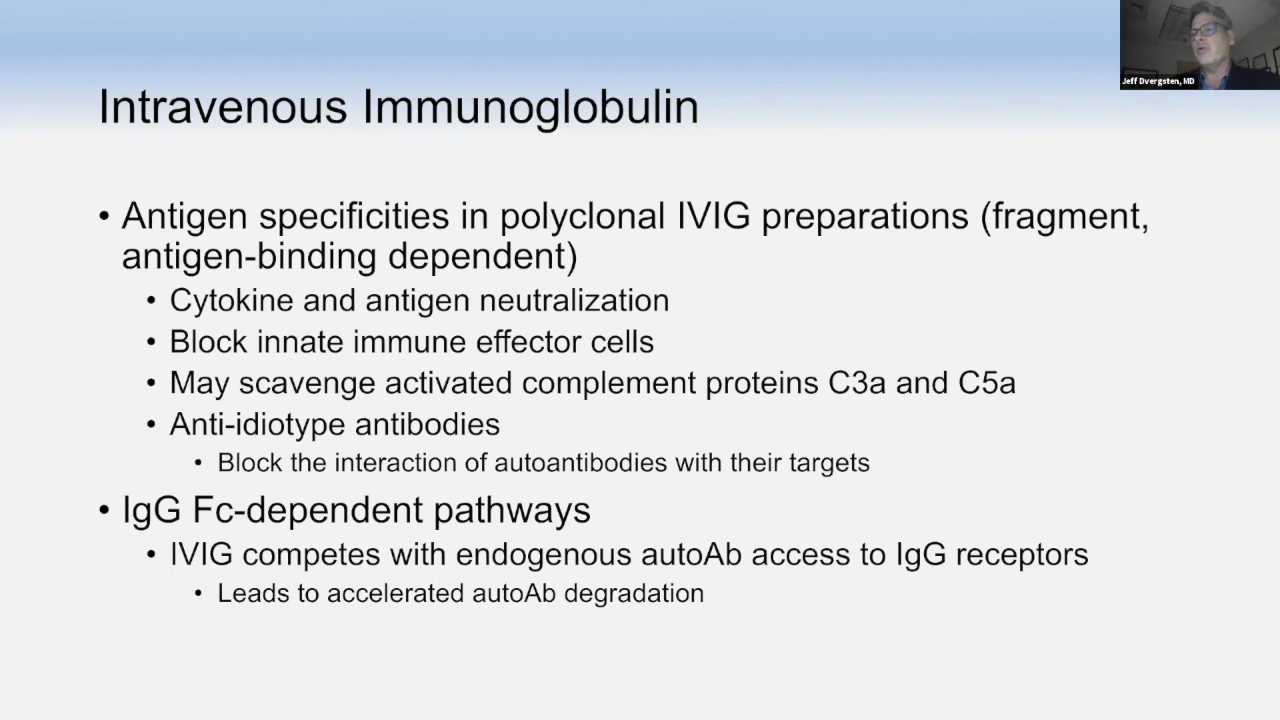 Jeff Dvergsten, MD
Intravenous Immunoglobulin
• Antigen specificities in polyclonal IVIG preparations (fragment,
antigen-binding dependent)
• Cytokine and antigen neutralization
• Block innate immune effector cells
• May scavenge activated complement proteins C3a and C5a
• Anti-idiotype antibodies
• Block the interaction of autoantibodies with their targets
• IgG Fc-dependent pathways
• IVIG competes with endogenous autoAb access to IgG receptors
• Leads to accelerated autoAb degradation